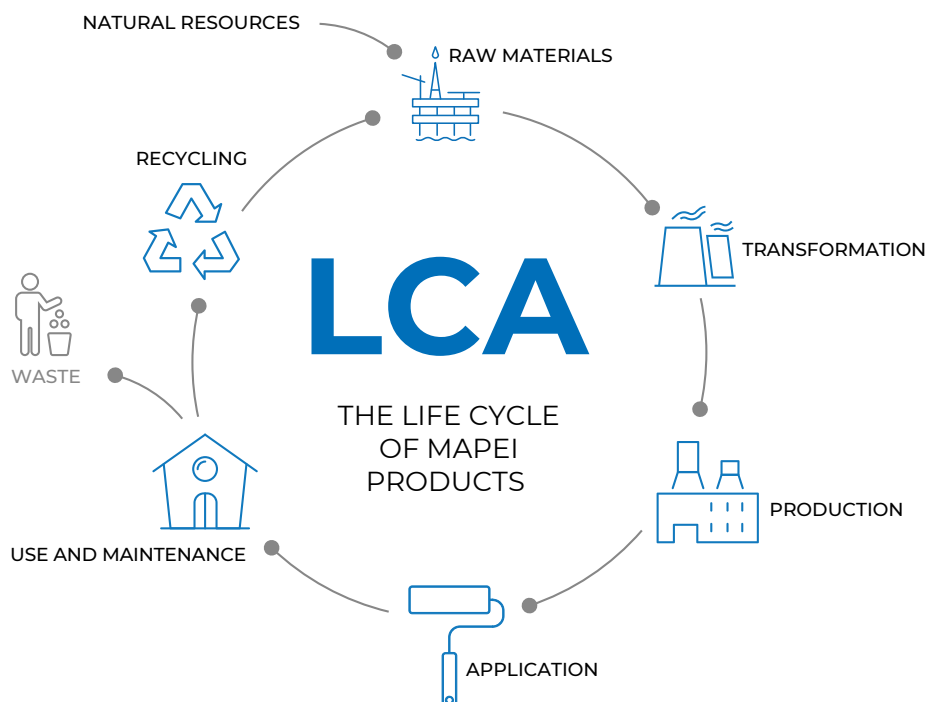 NATURAL RESOURCES
RAW MATERIALS
RECYCLING
TRANSFORMATION
LCA
WASTE
THE LIFE CYCLE
OF MAPEI
PRODUCTS
PRODUCTION
USE AND MAINTENANCE
APPLICATION